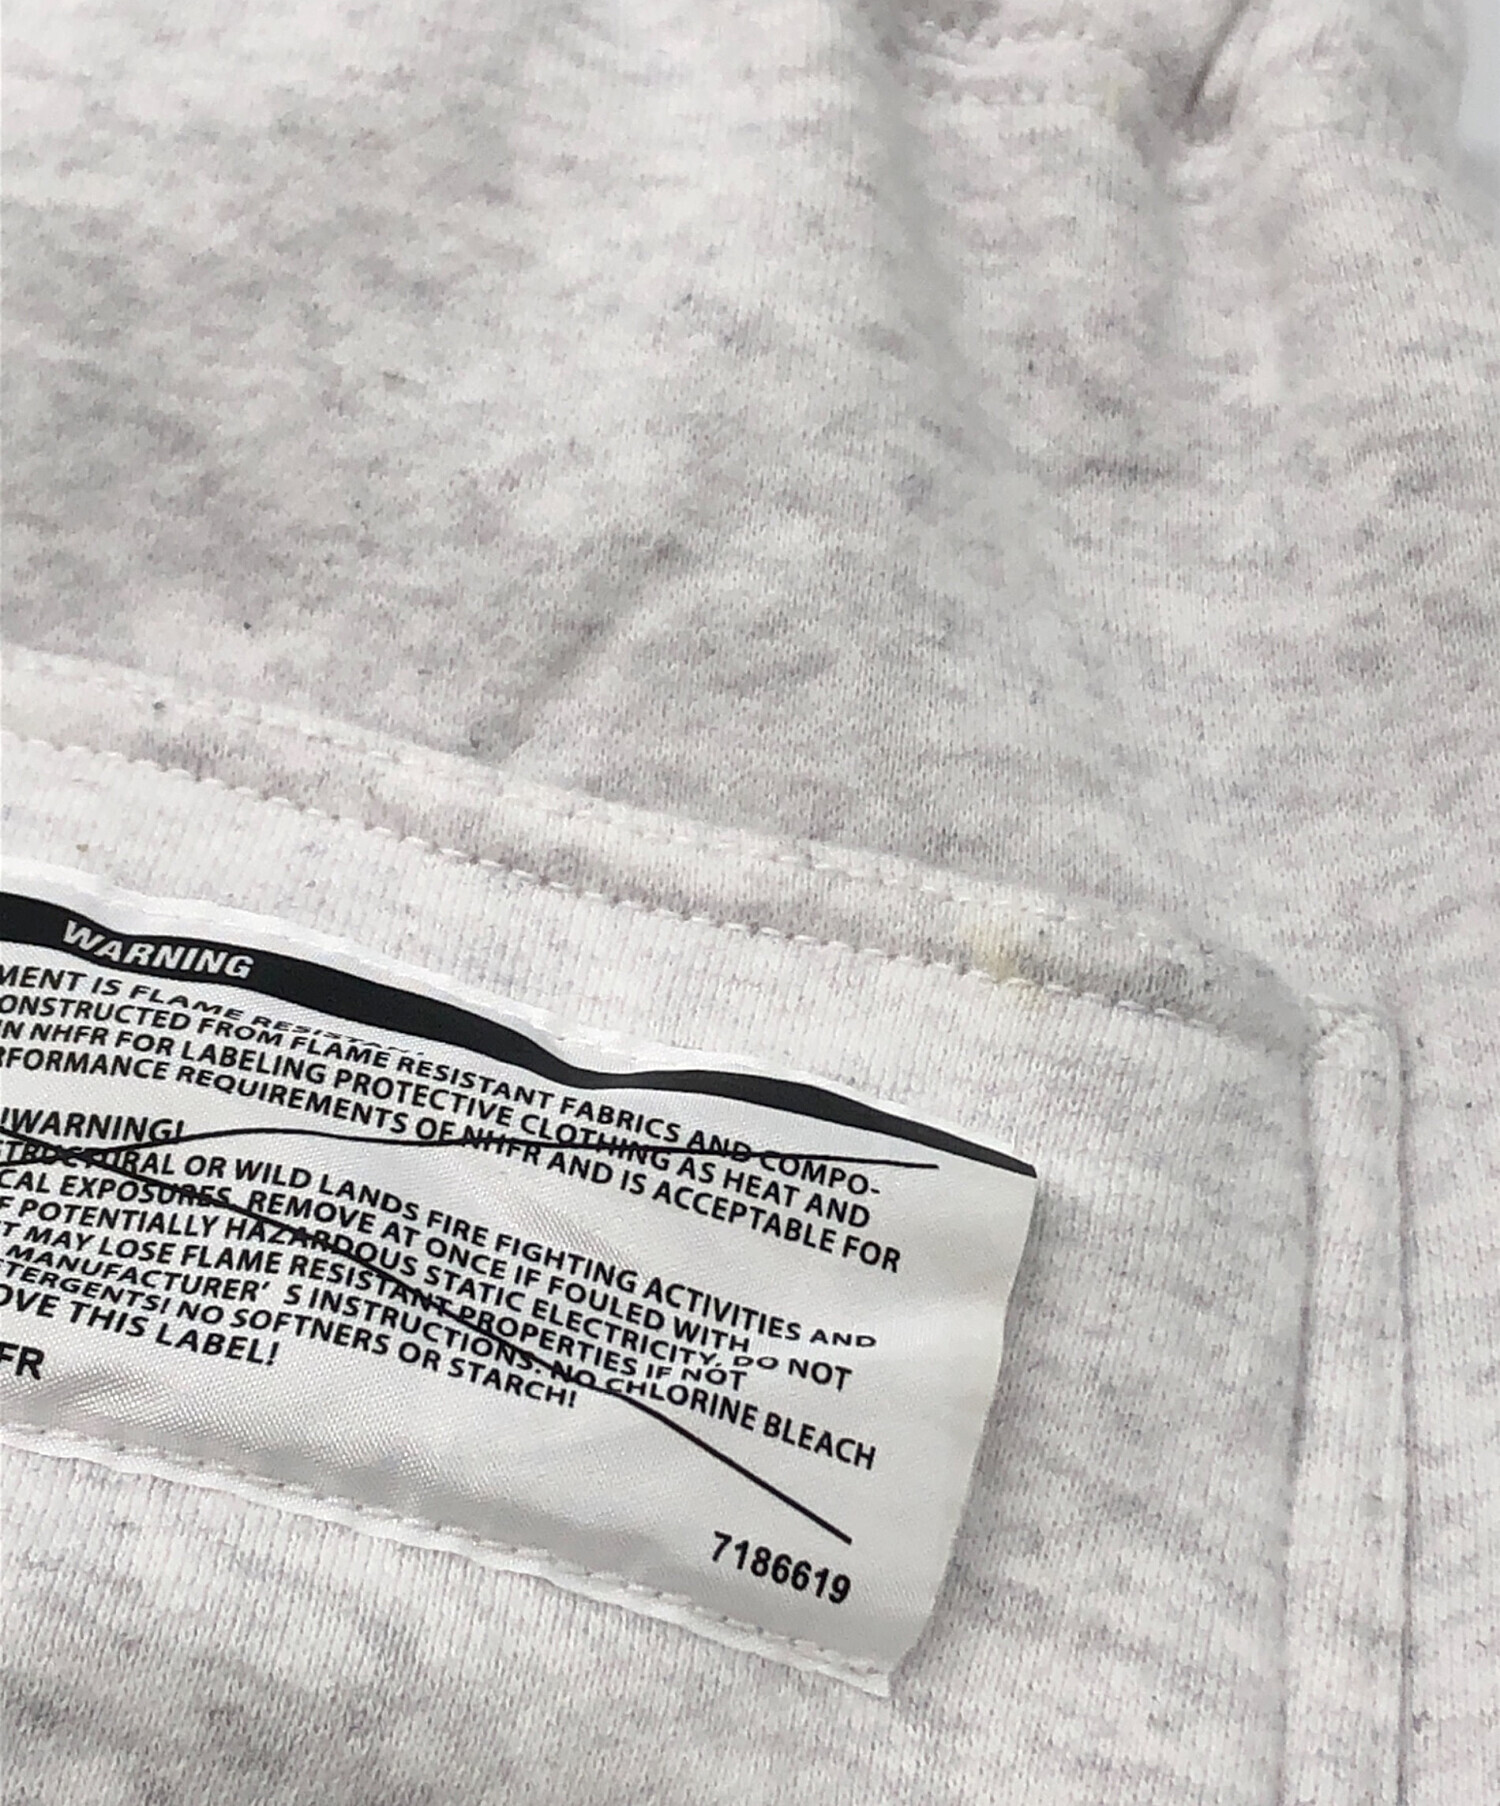 WARNING
MENT IS FLAME RESISTANT
ONSTRUCTED FROM FLAME RESISTANT FABRICS AND COMPO-
IN NHFR FOR LABELING PROTECTIVE CLOTHING AS HEAT AND
RFORMANCE REQUIREMENTS OF NHFR AND IS ACCEPTABLE FOR
!WARNING!
STRUCTURAL OR WILD LANDS FIRE FIGHTING ACTIVITIES AND
CAL EXPOSURES. REMOVE AT ONCE IF FOULED WITH
F POTENTIALLY HAZARDOUS STATIC ELECTRICITY. DO NOT
T MAY LOSE FLAME RESISTANT PROPERTIES IF NOT
MANUFACTURER' S INSTRUCTIONS. NO CHLORINE BLEACH
TERGENTS! NO SOFTNERS OR STARCH!
OVE THIS LABEL!
FR
7186619